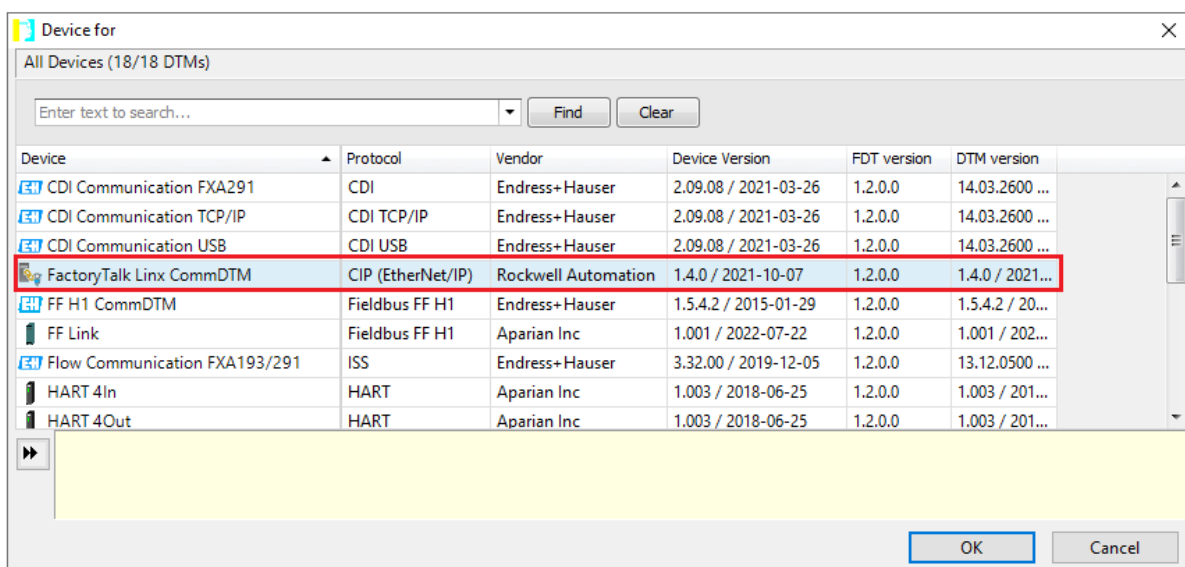 Device for
All Devices (18/18 DTMs)
Enter text to search... Find Clear
Device Protocol Vendor Device Version FDT version DTM version
CDI Communication FXA291 CDI Endress+Hauser 2.09.08 / 2021-03-26 1.2.0.0 14.03.2600 ...
CDI Communication TCP/IP CDI TCP/IP Endress+Hauser 2.09.08 / 2021-03-26 1.2.0.0 14.03.2600 ...
CDI Communication USB CDI USB Endress+Hauser 2.09.08 / 2021-03-26 1.2.0.0 14.03.2600 ...
FactoryTalk Linx CommDTM CIP (EtherNet/IP) Rockwell Automation 1.4.0 / 2021-10-07 1.2.0.0 1.4.0 / 2021...
FF H1 CommDTM Fieldbus FF H1 Endress+Hauser 1.5.4.2 / 2015-01-29 1.2.0.0 1.5.4.2 / 20...
FF Link Fieldbus FF H1 Aparian Inc 1.001 / 2022-07-22 1.2.0.0 1.001 / 202...
Flow Communication FXA193/291 ISS Endress+Hauser 3.32.00 / 2019-12-05 1.2.0.0 13.12.0500 ...
HART 4In HART Aparian Inc 1.003 / 2018-06-25 1.2.0.0 1.003 / 201...
HART 4Out HART Aparian Inc 1.003 / 2018-06-25 1.2.0.0 1.003 / 201...
OK Cancel